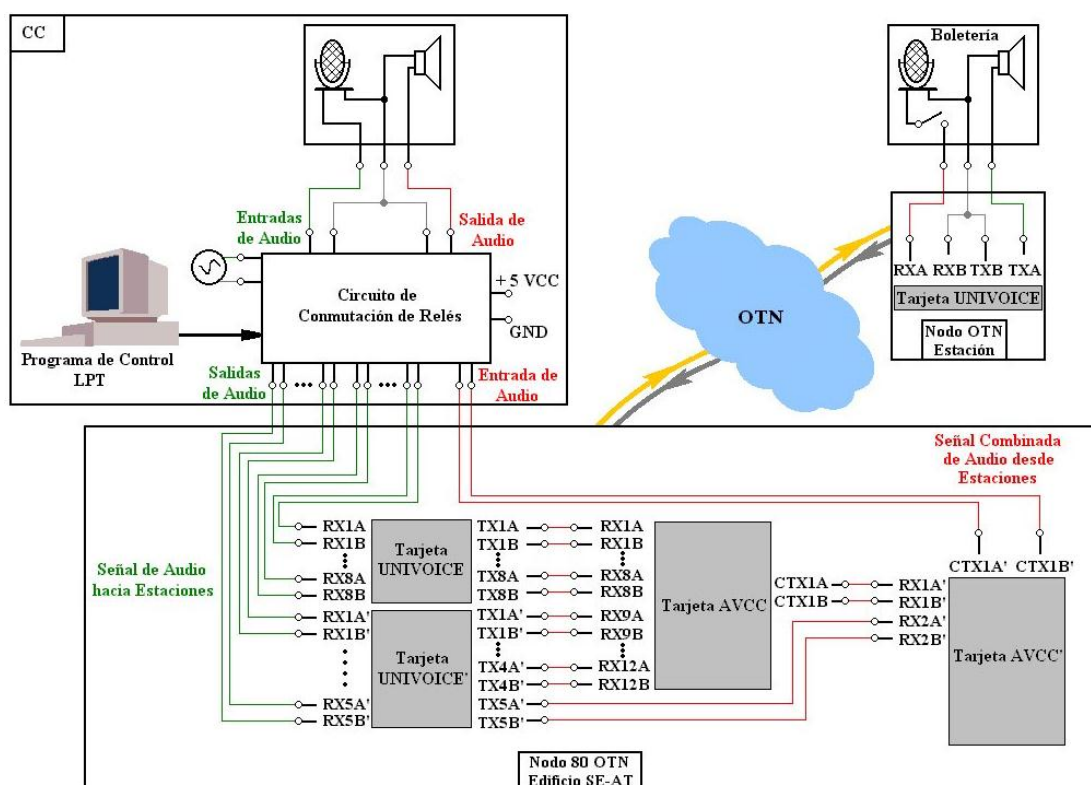 CC
Entradas
de Audio
Salida de
Audio
+ 5 VCC
GND
Circuito de
Conmutación de Relés
Programa de Control
LPT
Salidas
de Audio
Entrada de
Audio
OTN
Boletería
RXA RXB TXB TXA
Tarjeta UNIVOICE
Nodo OTN
Estación
Señal Combinada
de Audio desde
Estaciones
Señal de Audio
hacia Estaciones
RX1A
RX1B
RX8A
RX8B
RX1A'
RX1B'
RX5A'
RX5B'
Tarjeta
UNIVOICE
Tarjeta
UNIVOICE'
TX1A
TX1B
TX8A
TX8B
TX1A'
TX1B'
TX4A'
TX4B'
TX5A'
TX5B'
RX1A
RX1B
RX8A
RX8B
RX9A
RX9B
RX12A
RX12B
Tarjeta AVCC
CTX1A
CTX1B
RX1A'
RX1B'
RX2A'
RX2B'
CTX1A' CTX1B'
Tarjeta AVCC'
Nodo 80 OTN
Edificio SE-AT